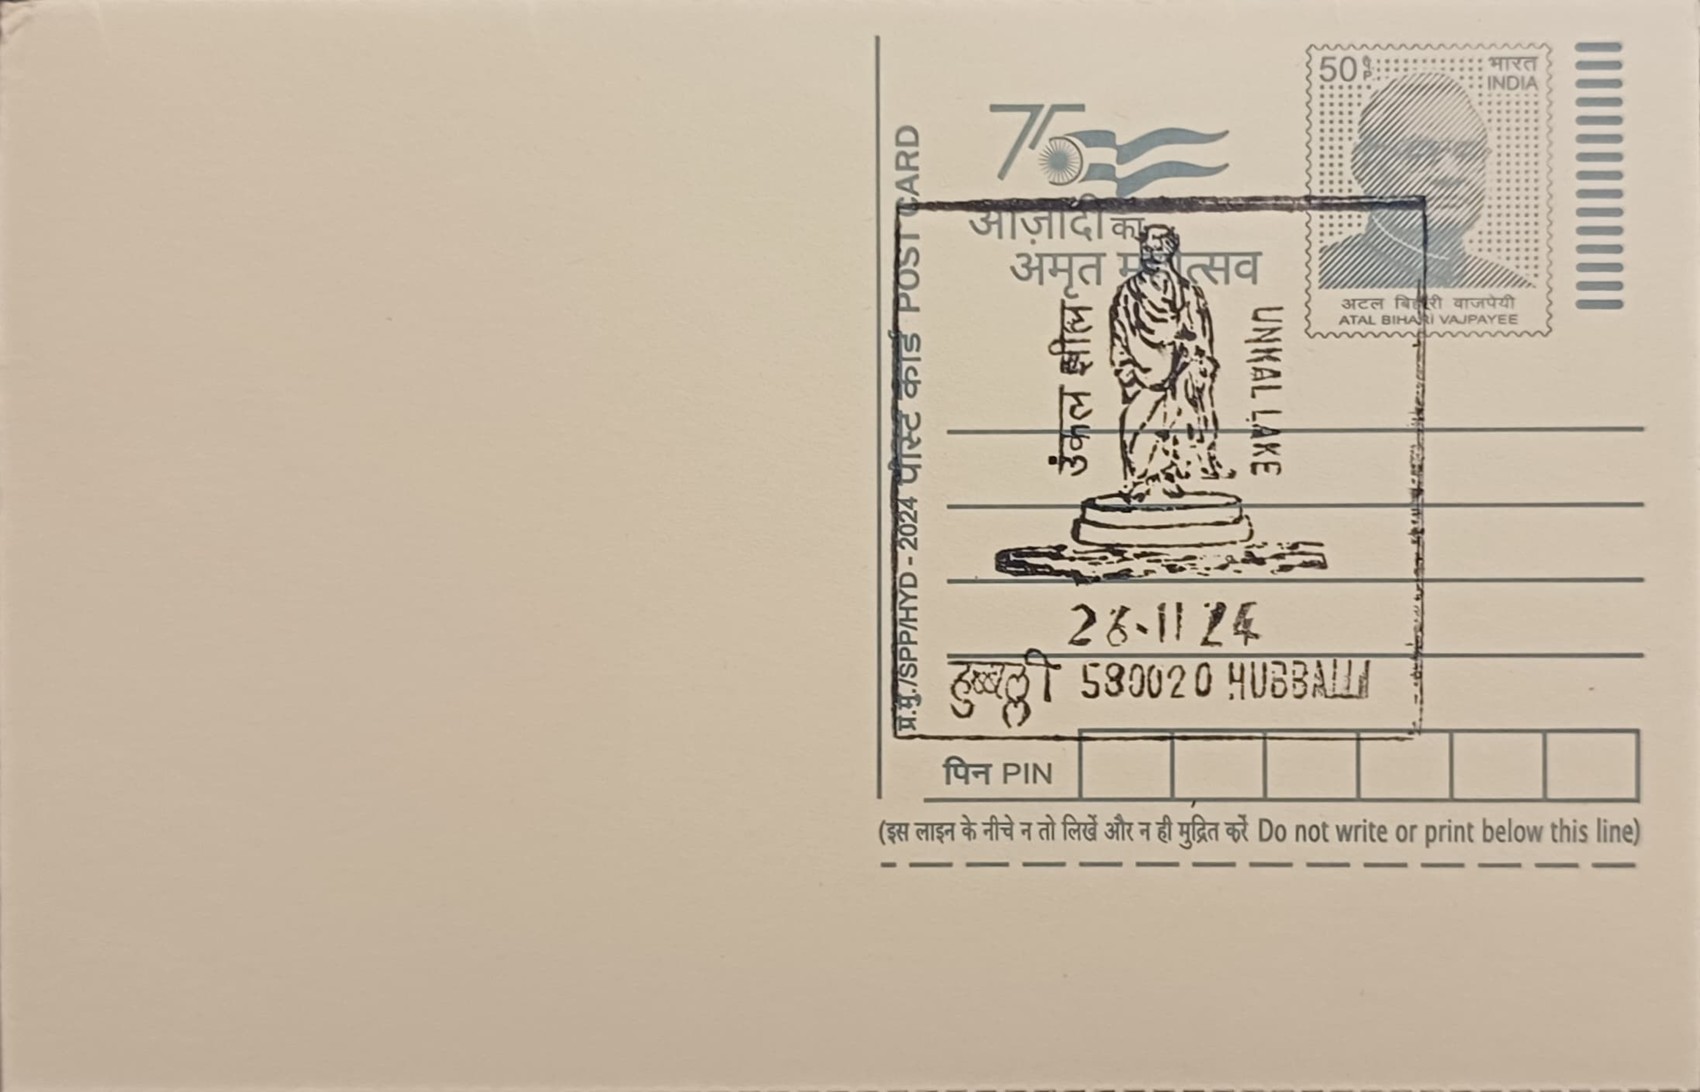 50 प. P.
भारत
INDIA
75
आज़ादी का
अमृत महोत्सव
अटल बिहारी वाजपेयी
ATAL BIHARI VAJPAYEE
प्र.मु./SPP/HYD - 2024 पोस्ट कार्ड POST CARD
उंकल झील
UNKAL LAKE
26.11 24
हुब्बल्ली 580020 HUBBALLI
पिन PIN
(इस लाइन के नीचे न तो लिखें और न ही मुद्रित करें Do not write or print below this line)